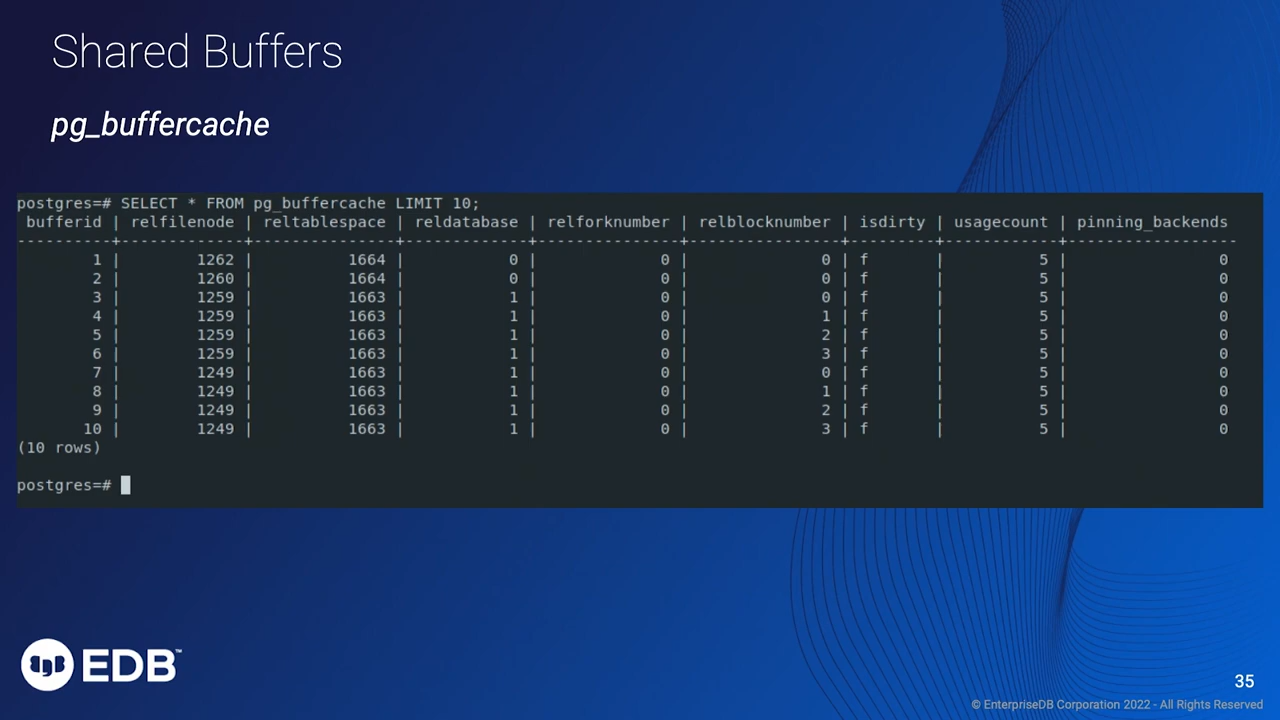 Shared Buffers
pg_buffercache
postgres=# SELECT * FROM pg_buffercache LIMIT 10;
 bufferid | relfilenode | reltablespace | reldatabase | relforknumber | relblocknumber | isdirty | usagecount | pinning_backends
----------+-------------+---------------+-------------+---------------+----------------+---------+------------+------------------
        1 |        1262 |          1664 |           0 |             0 |              0 | f       |          5 |                0
        2 |        1260 |          1664 |           0 |             0 |              0 | f       |          5 |                0
        3 |        1259 |          1663 |           1 |             0 |              0 | f       |          5 |                0
        4 |        1259 |          1663 |           1 |             0 |              1 | f       |          5 |                0
        5 |        1259 |          1663 |           1 |             0 |              2 | f       |          5 |                0
        6 |        1259 |          1663 |           1 |             0 |              3 | f       |          5 |                0
        7 |        1249 |          1663 |           1 |             0 |              0 | f       |          5 |                0
        8 |        1249 |          1663 |           1 |             0 |              1 | f       |          5 |                0
        9 |        1249 |          1663 |           1 |             0 |              2 | f       |          5 |                0
       10 |        1249 |          1663 |           1 |             0 |              3 | f       |          5 |                0
(10 rows)
postgres=#
EDB™
35
© EnterpriseDB Corporation 2022 - All Rights Reserved